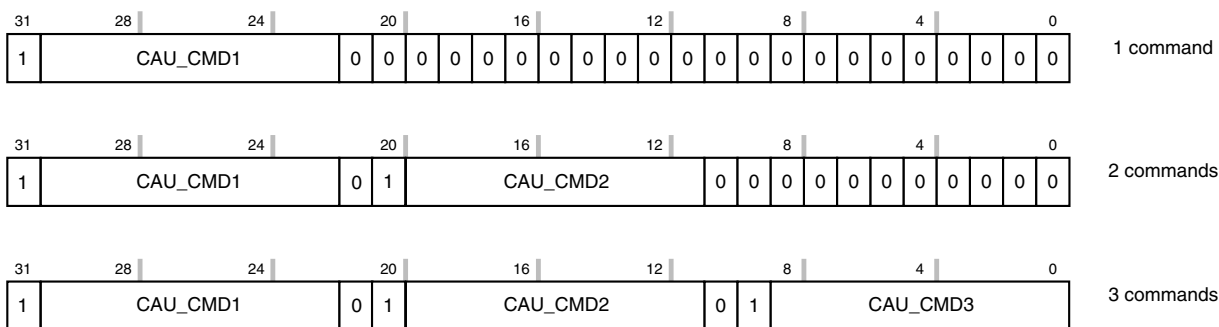 31 28 24 20 16 12 8 4 0
1 CAU_CMD1 0 0 0 0 0 0 0 0 0 0 0 0 0 0 0 0 0 0 0 0 0 0 1 command
31 28 24 20 16 12 8 4 0
1 CAU_CMD1 0 1 CAU_CMD2 0 0 0 0 0 0 0 0 0 0 0 2 commands
31 28 24 20 16 12 8 4 0
1 CAU_CMD1 0 1 CAU_CMD2 0 1 CAU_CMD3 3 commands